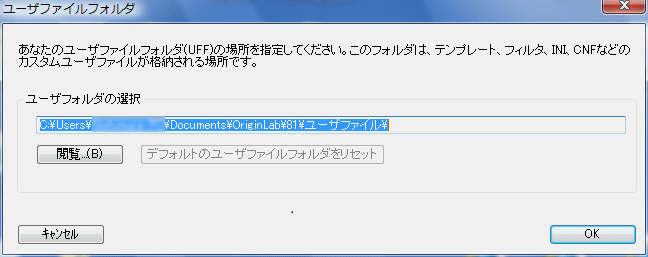 ユーザファイルフォルダ
あなたのユーザファイルフォルダ(UFF)の場所を指定してください。このフォルダは、テンプレート、フィルタ、INI、CNFなどの
カスタムユーザファイルが格納される場所です。
ユーザフォルダの選択
C:¥Users¥ ¥Documents¥OriginLab¥81¥ユーザファイル¥
閲覧...(B) デフォルトのユーザファイルフォルダをリセット
キャンセル OK